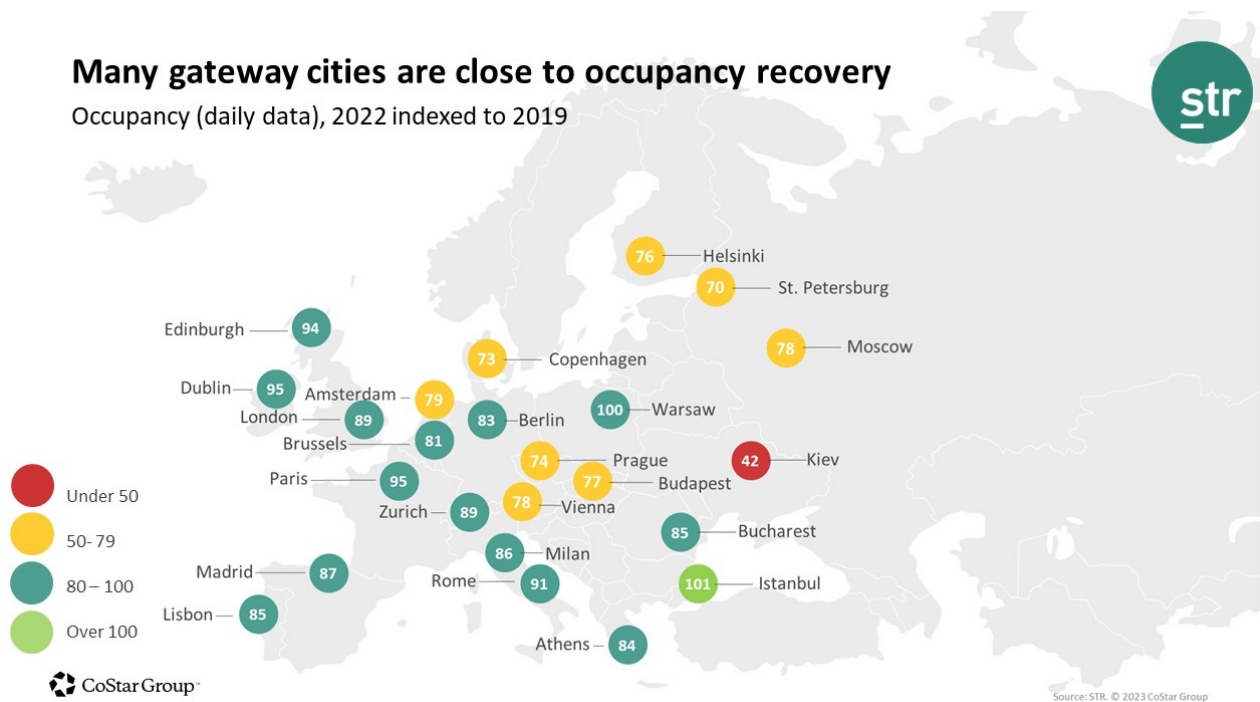 Many gateway cities are close to occupancy recovery
Occupancy (daily data), 2022 indexed to 2019
str
76 Helsinki
70 St. Petersburg
Edinburgh 94
78 Moscow
73 Copenhagen
Dublin 95
Amsterdam 79
London 89
83 Berlin
100 Warsaw
Brussels 81
74 Prague
42 Kiev
Paris 95
77 Budapest
Zurich 89
78 Vienna
85 Bucharest
86 Milan
Madrid 87
Rome 91
101 Istanbul
Lisbon 85
Athens 84
Under 50
50-79
80 – 100
Over 100
CoStar Group™
Source: STR. © 2023 CoStar Group